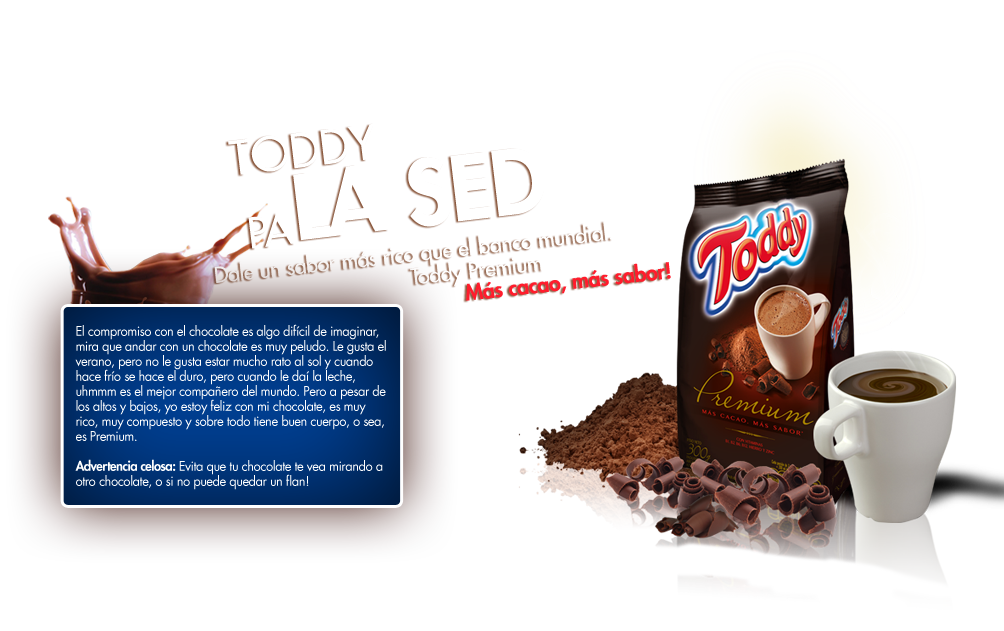 TODDY
PA LA SED
Dale un sabor más rico que el banco mundial.
Toddy Premium
Más cacao, más sabor!
El compromiso con el chocolate es algo difícil de imaginar,
mira que andar con un chocolate es muy peludo. Le gusta el
verano, pero no le gusta estar mucho rato al sol y cuando
hace frío se hace el duro, pero cuando le daí la leche,
uhmmm es el mejor compañero del mundo. Pero a pesar de
los altos y bajos, yo estoy feliz con mi chocolate, es muy
rico, muy compuesto y sobre todo tiene buen cuerpo, o sea,
es Premium.
Advertencia celosa: Evita que tu chocolate te vea mirando a
otro chocolate, o si no puede quedar un flan!
Toddy
Premium
MÁS CACAO, MÁS SABOR
300g